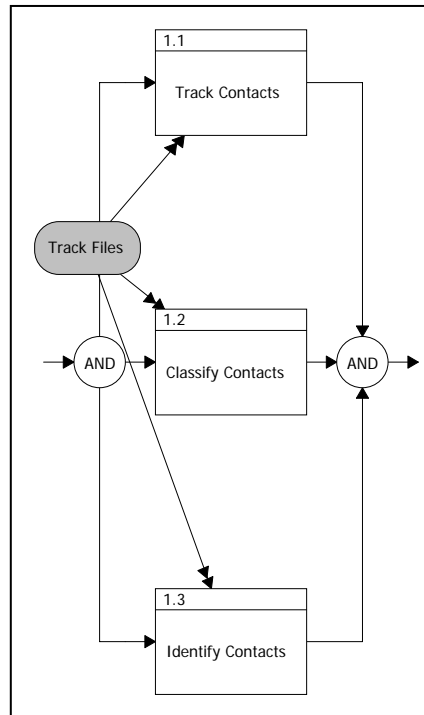 1.1
Track Contacts
Track Files
1.2
AND
Classify Contacts
AND
1.3
Identify Contacts